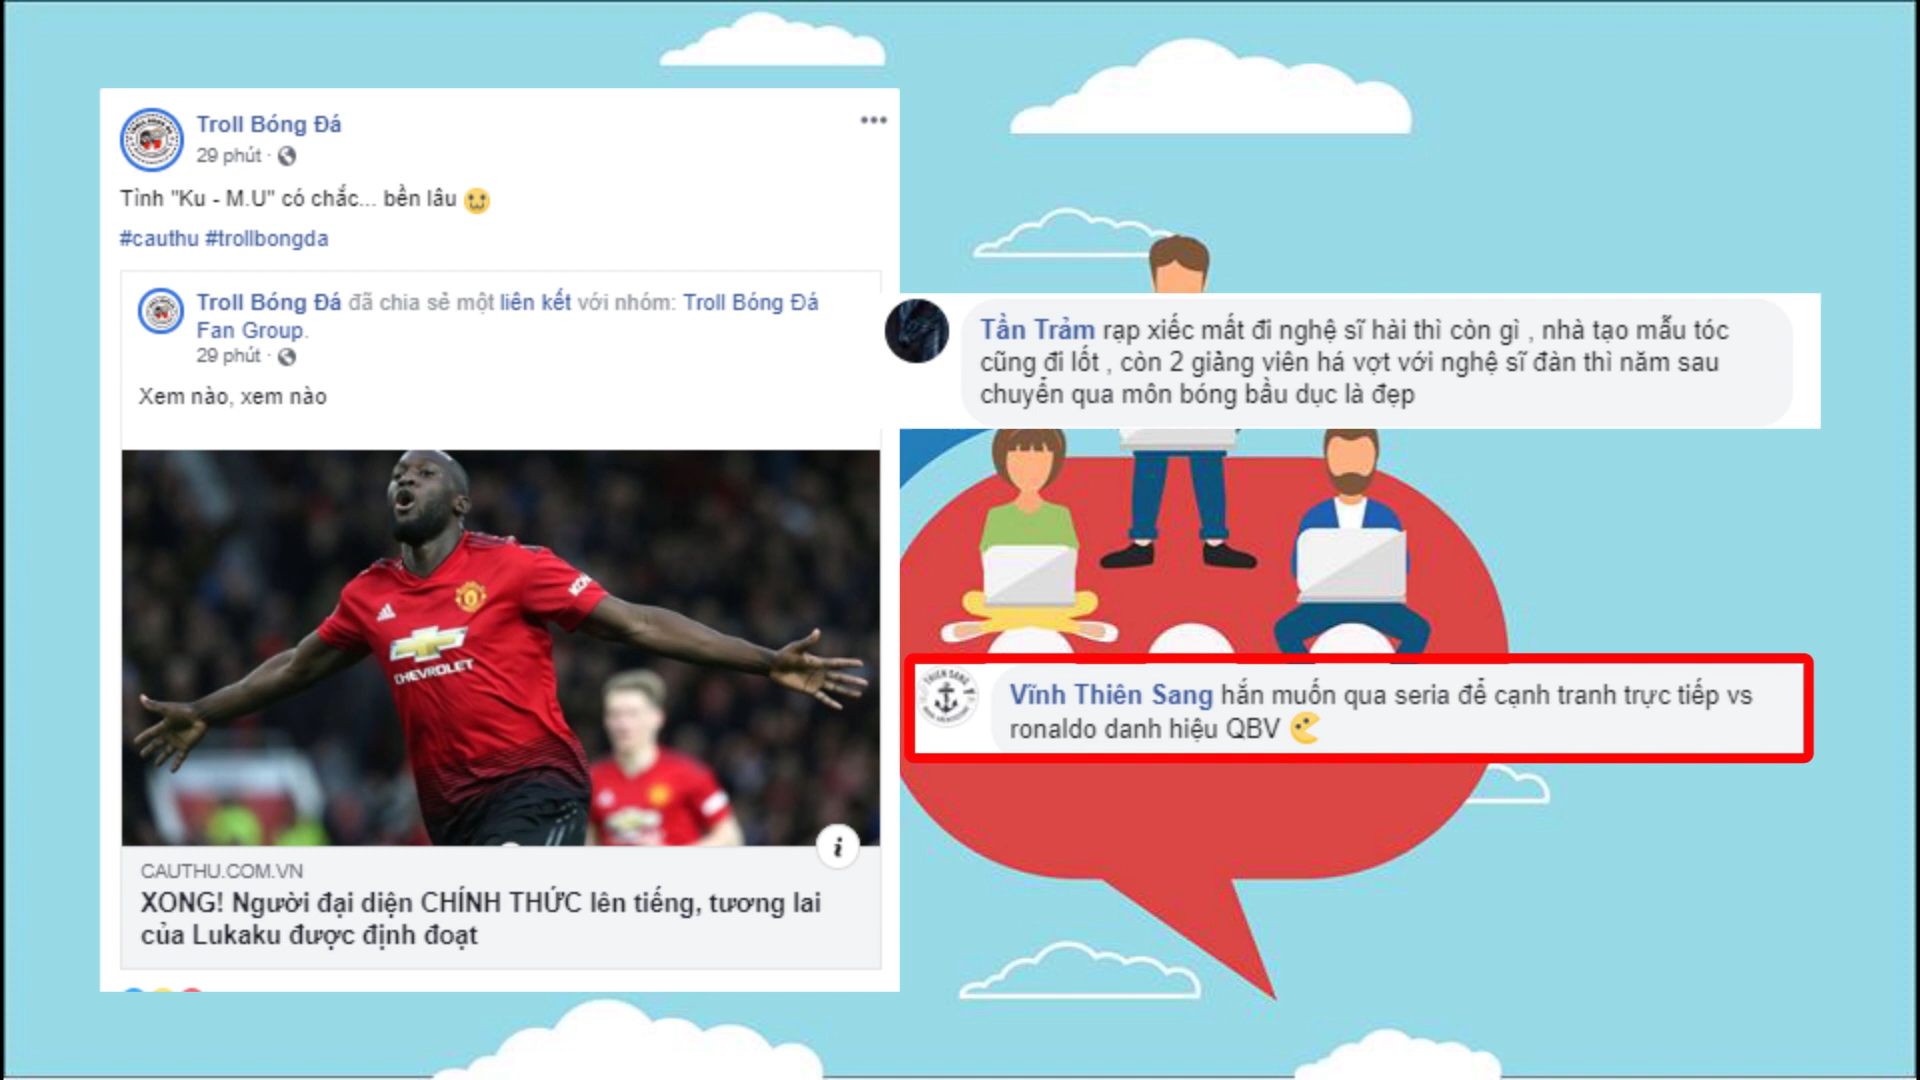 Troll Bóng Đá
29 phút ·
Tình "Ku - M.U" có chắc... bền lâu
#cauthu #trollbongda
Troll Bóng Đá đã chia sẻ một liên kết với nhóm: Troll Bóng Đá
Fan Group.
29 phút ·
Xem nào, xem nào
CHEVROLET
CAUTHU.COM.VN
XONG! Người đại diện CHÍNH THỨC lên tiếng, tương lai
của Lukaku được định đoạt
Tần Trảm rạp xiếc mất đi nghệ sĩ hài thì còn gì , nhà tạo mẫu tóc
cũng đi lốt , còn 2 giảng viên há vợt với nghệ sĩ đàn thì năm sau
chuyển qua môn bóng bầu dục là đẹp
THIEN SANG
Vĩnh Thiên Sang hắn muốn qua seria để cạnh tranh trực tiếp vs
ronaldo danh hiệu QBV